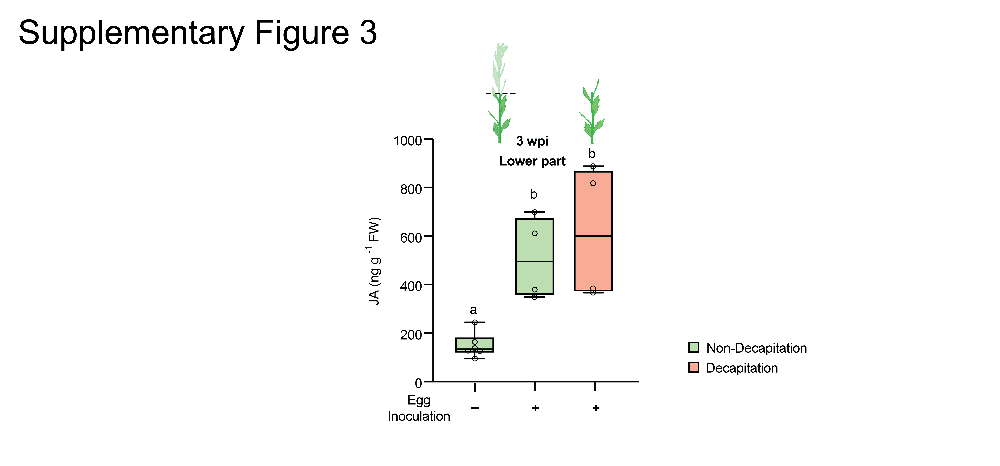 Supplementary Figure 3
3 wpi
Lower part
1000
800
600
400
200
0
JA (ng g -1 FW)
a
b
b
Egg
Inoculation
− + +
Non-Decapitation
Decapitation